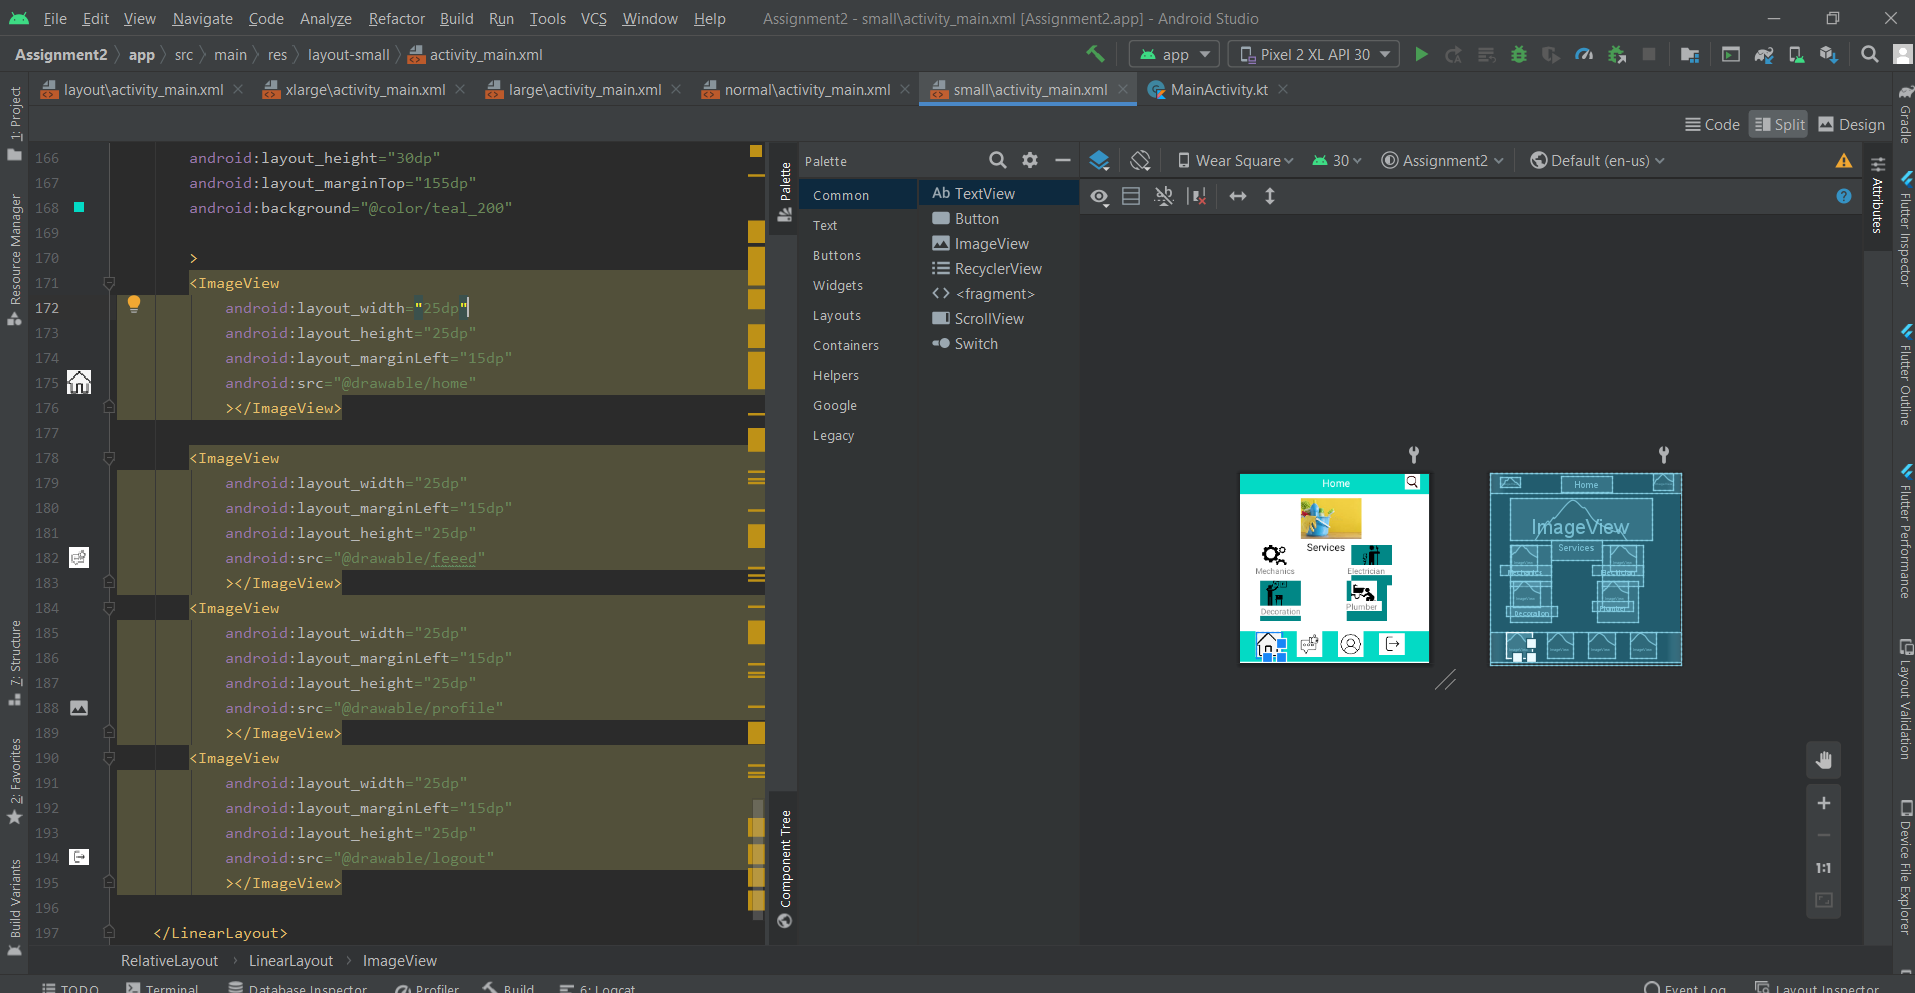 File Edit View Navigate Code Analyze Refactor Build Run Tools VCS Window Help Assignment2 - small\activity_main.xml [Assignment2.app] - Android Studio
Assignment2 app src main res layout-small activity_main.xml app Pixel 2 XL API 30
layout\activity_main.xml xlarge\activity_main.xml large\activity_main.xml normal\activity_main.xml small\activity_main.xml MainActivity.kt
Code Split Design
1: Project
Resource Manager
7: Structure
2: Favorites
Build Variants
166 android:layout_height="30dp"
167 android:layout_marginTop="155dp"
168 android:background="@color/teal_200"
169
170 >
171 <ImageView
172 android:layout_width="25dp"
173 android:layout_height="25dp"
174 android:layout_marginLeft="15dp"
175 android:src="@drawable/home"
176 ></ImageView>
177
178 <ImageView
179 android:layout_width="25dp"
180 android:layout_marginLeft="15dp"
181 android:layout_height="25dp"
182 android:src="@drawable/feeed"
183 ></ImageView>
184 <ImageView
185 android:layout_width="25dp"
186 android:layout_marginLeft="15dp"
187 android:layout_height="25dp"
188 android:src="@drawable/profile"
189 ></ImageView>
190 <ImageView
191 android:layout_width="25dp"
192 android:layout_marginLeft="15dp"
193 android:layout_height="25dp"
194 android:src="@drawable/logout"
195 ></ImageView>
196
197 </LinearLayout>
Palette
Component Tree
Palette
Common
Text
Buttons
Widgets
Layouts
Containers
Helpers
Google
Legacy
Ab TextView
Button
ImageView
RecyclerView
<fragment>
ScrollView
Switch
Wear Square 30 Assignment2 Default (en-us)
Home
Services
Mechanics Electrician
Decoration Plumber
Home
ImageView
Services
Mechanics Electrician
Decoration Plumber
1:1
Attributes
Gradle
Flutter Inspector
Flutter Outline
Flutter Performance
Layout Validation
Device File Explorer
RelativeLayout LinearLayout ImageView
TODO Terminal Database Inspector Profiler Build 6: Logcat Event Log Layout Inspector